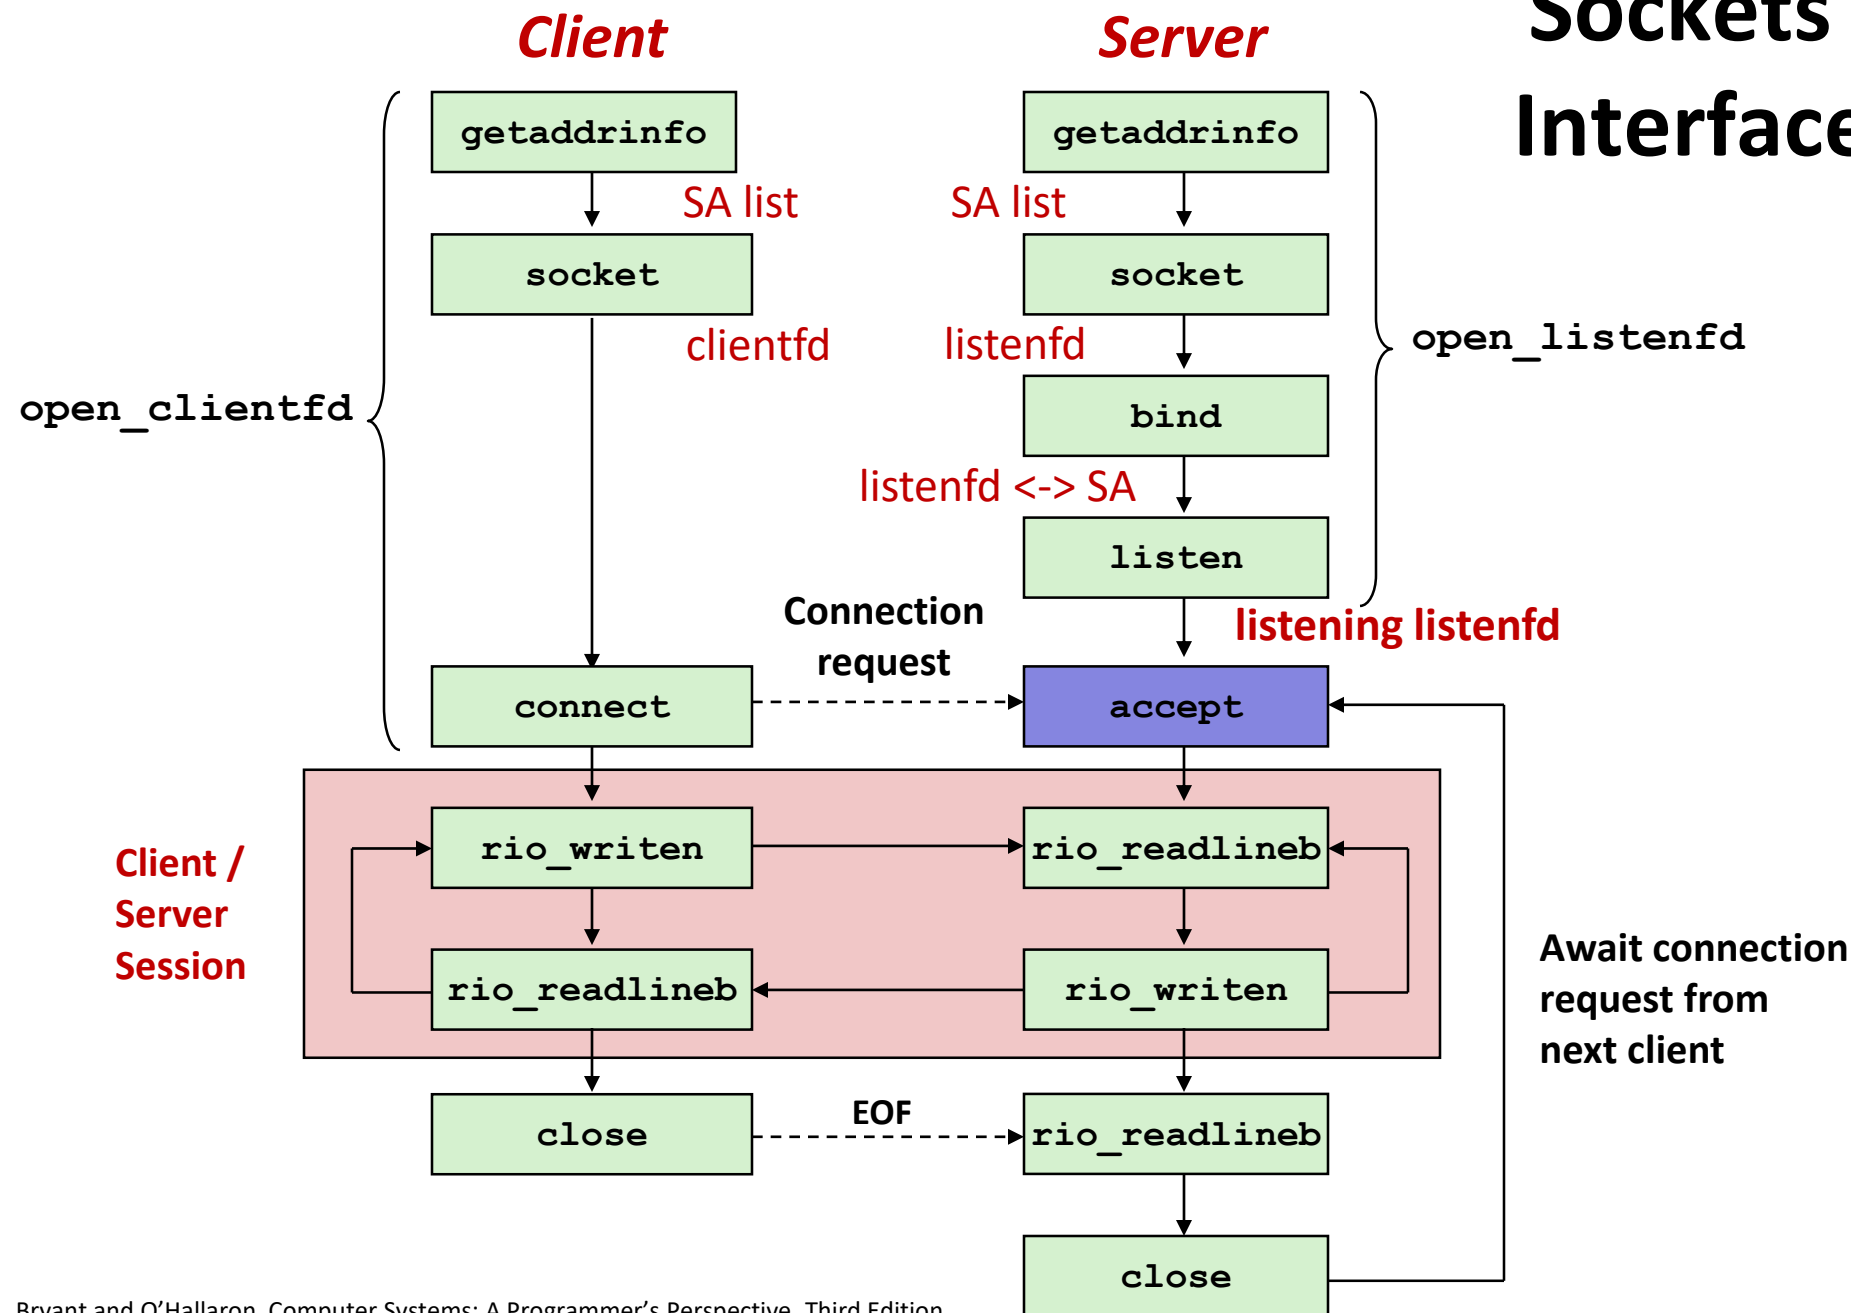 Sockets
Interface
Client
Server
getaddrinfo
getaddrinfo
SA list
SA list
socket
socket
clientfd
listenfd
open_clientfd
open_listenfd
bind
listenfd <-> SA
listen
listening listenfd
Connection
request
connect
accept
Client /
Server
Session
rio_writen
rio_readlineb
rio_readlineb
rio_writen
Await connection
request from
next client
close
EOF
rio_readlineb
close
Bryant and O'Hallaron, Computer Systems: A Programmer's Perspective, Third Edition